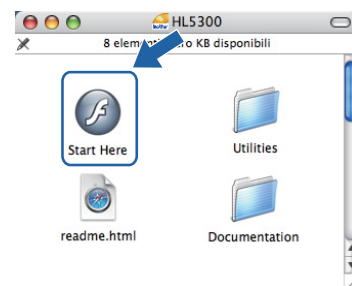 HL5300
8 elementi, KB disponibili
Start Here
Utilities
readme.html
Documentation